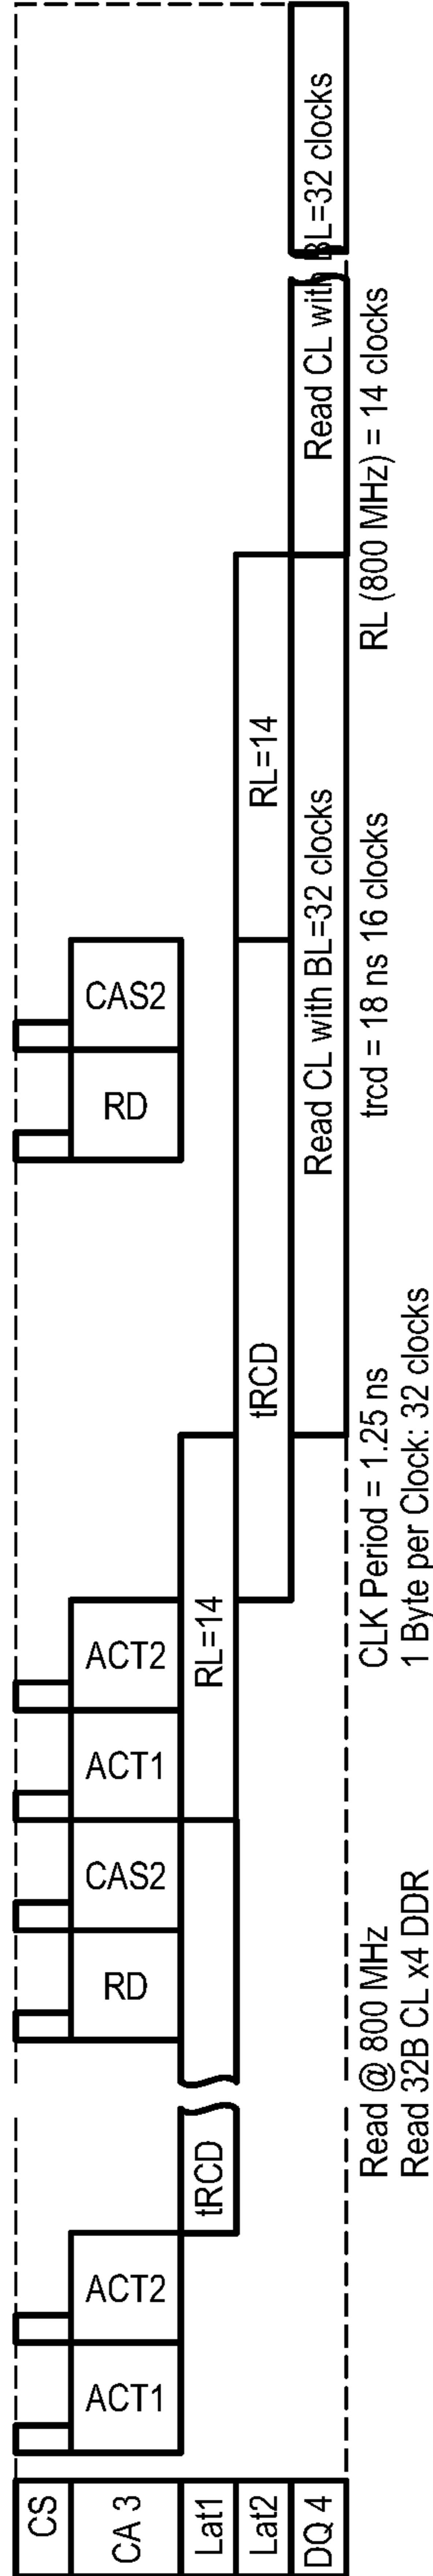 CS
CA 3
ACT1
ACT2
RD
CAS2
ACT1
ACT2
RD
CAS2
Lat1
tRCD
RL=14
Lat2
tRCD
RL=14
DQ 4
Read CL with BL=32 clocks
Read CL with BL=32 clocks
Read @ 800 MHz
Read 32B CL x4 DDR
CLK Period = 1.25 ns
1 Byte per Clock: 32 clocks
trcd = 18 ns 16 clocks
RL (800 MHz) = 14 clocks